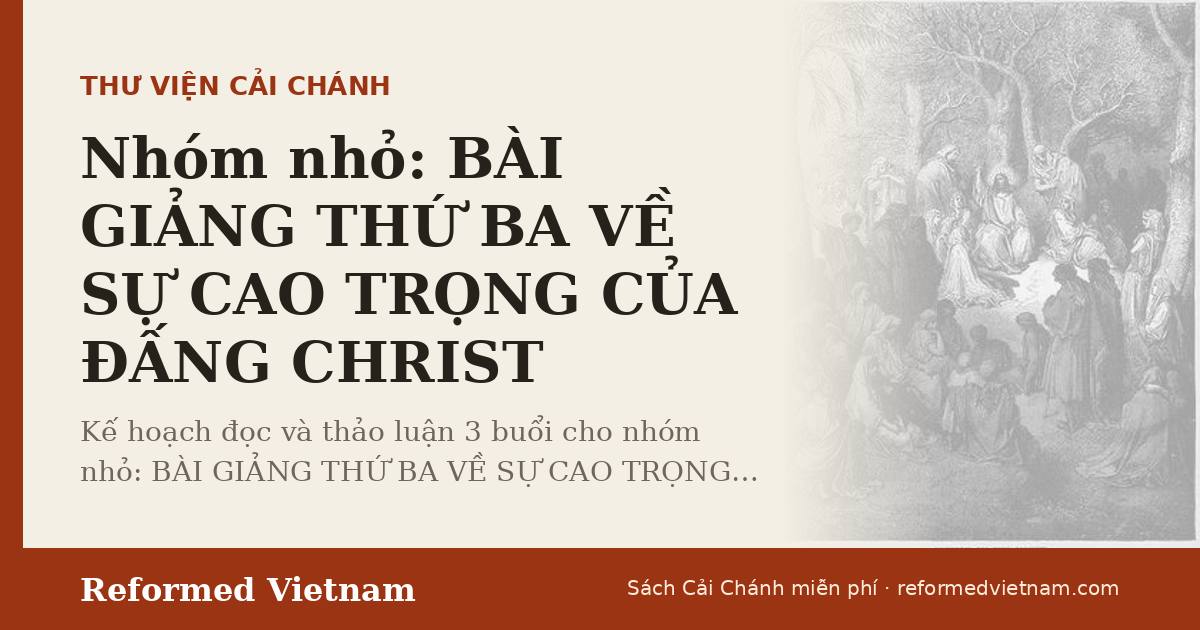 THƯ VIỆN CẢI CHÁNH
Nhóm nhỏ: BÀI
GIẢNG THỨ BA VỀ
SỰ CAO TRỌNG CỦA
ĐẤNG CHRIST
Kế hoạch đọc và thảo luận 3 buổi cho nhóm
nhỏ: BÀI GIẢNG THỨ BA VỀ SỰ CAO TRỌNG…
Reformed Vietnam
Sách Cải Chánh miễn phí · reformedvietnam.com